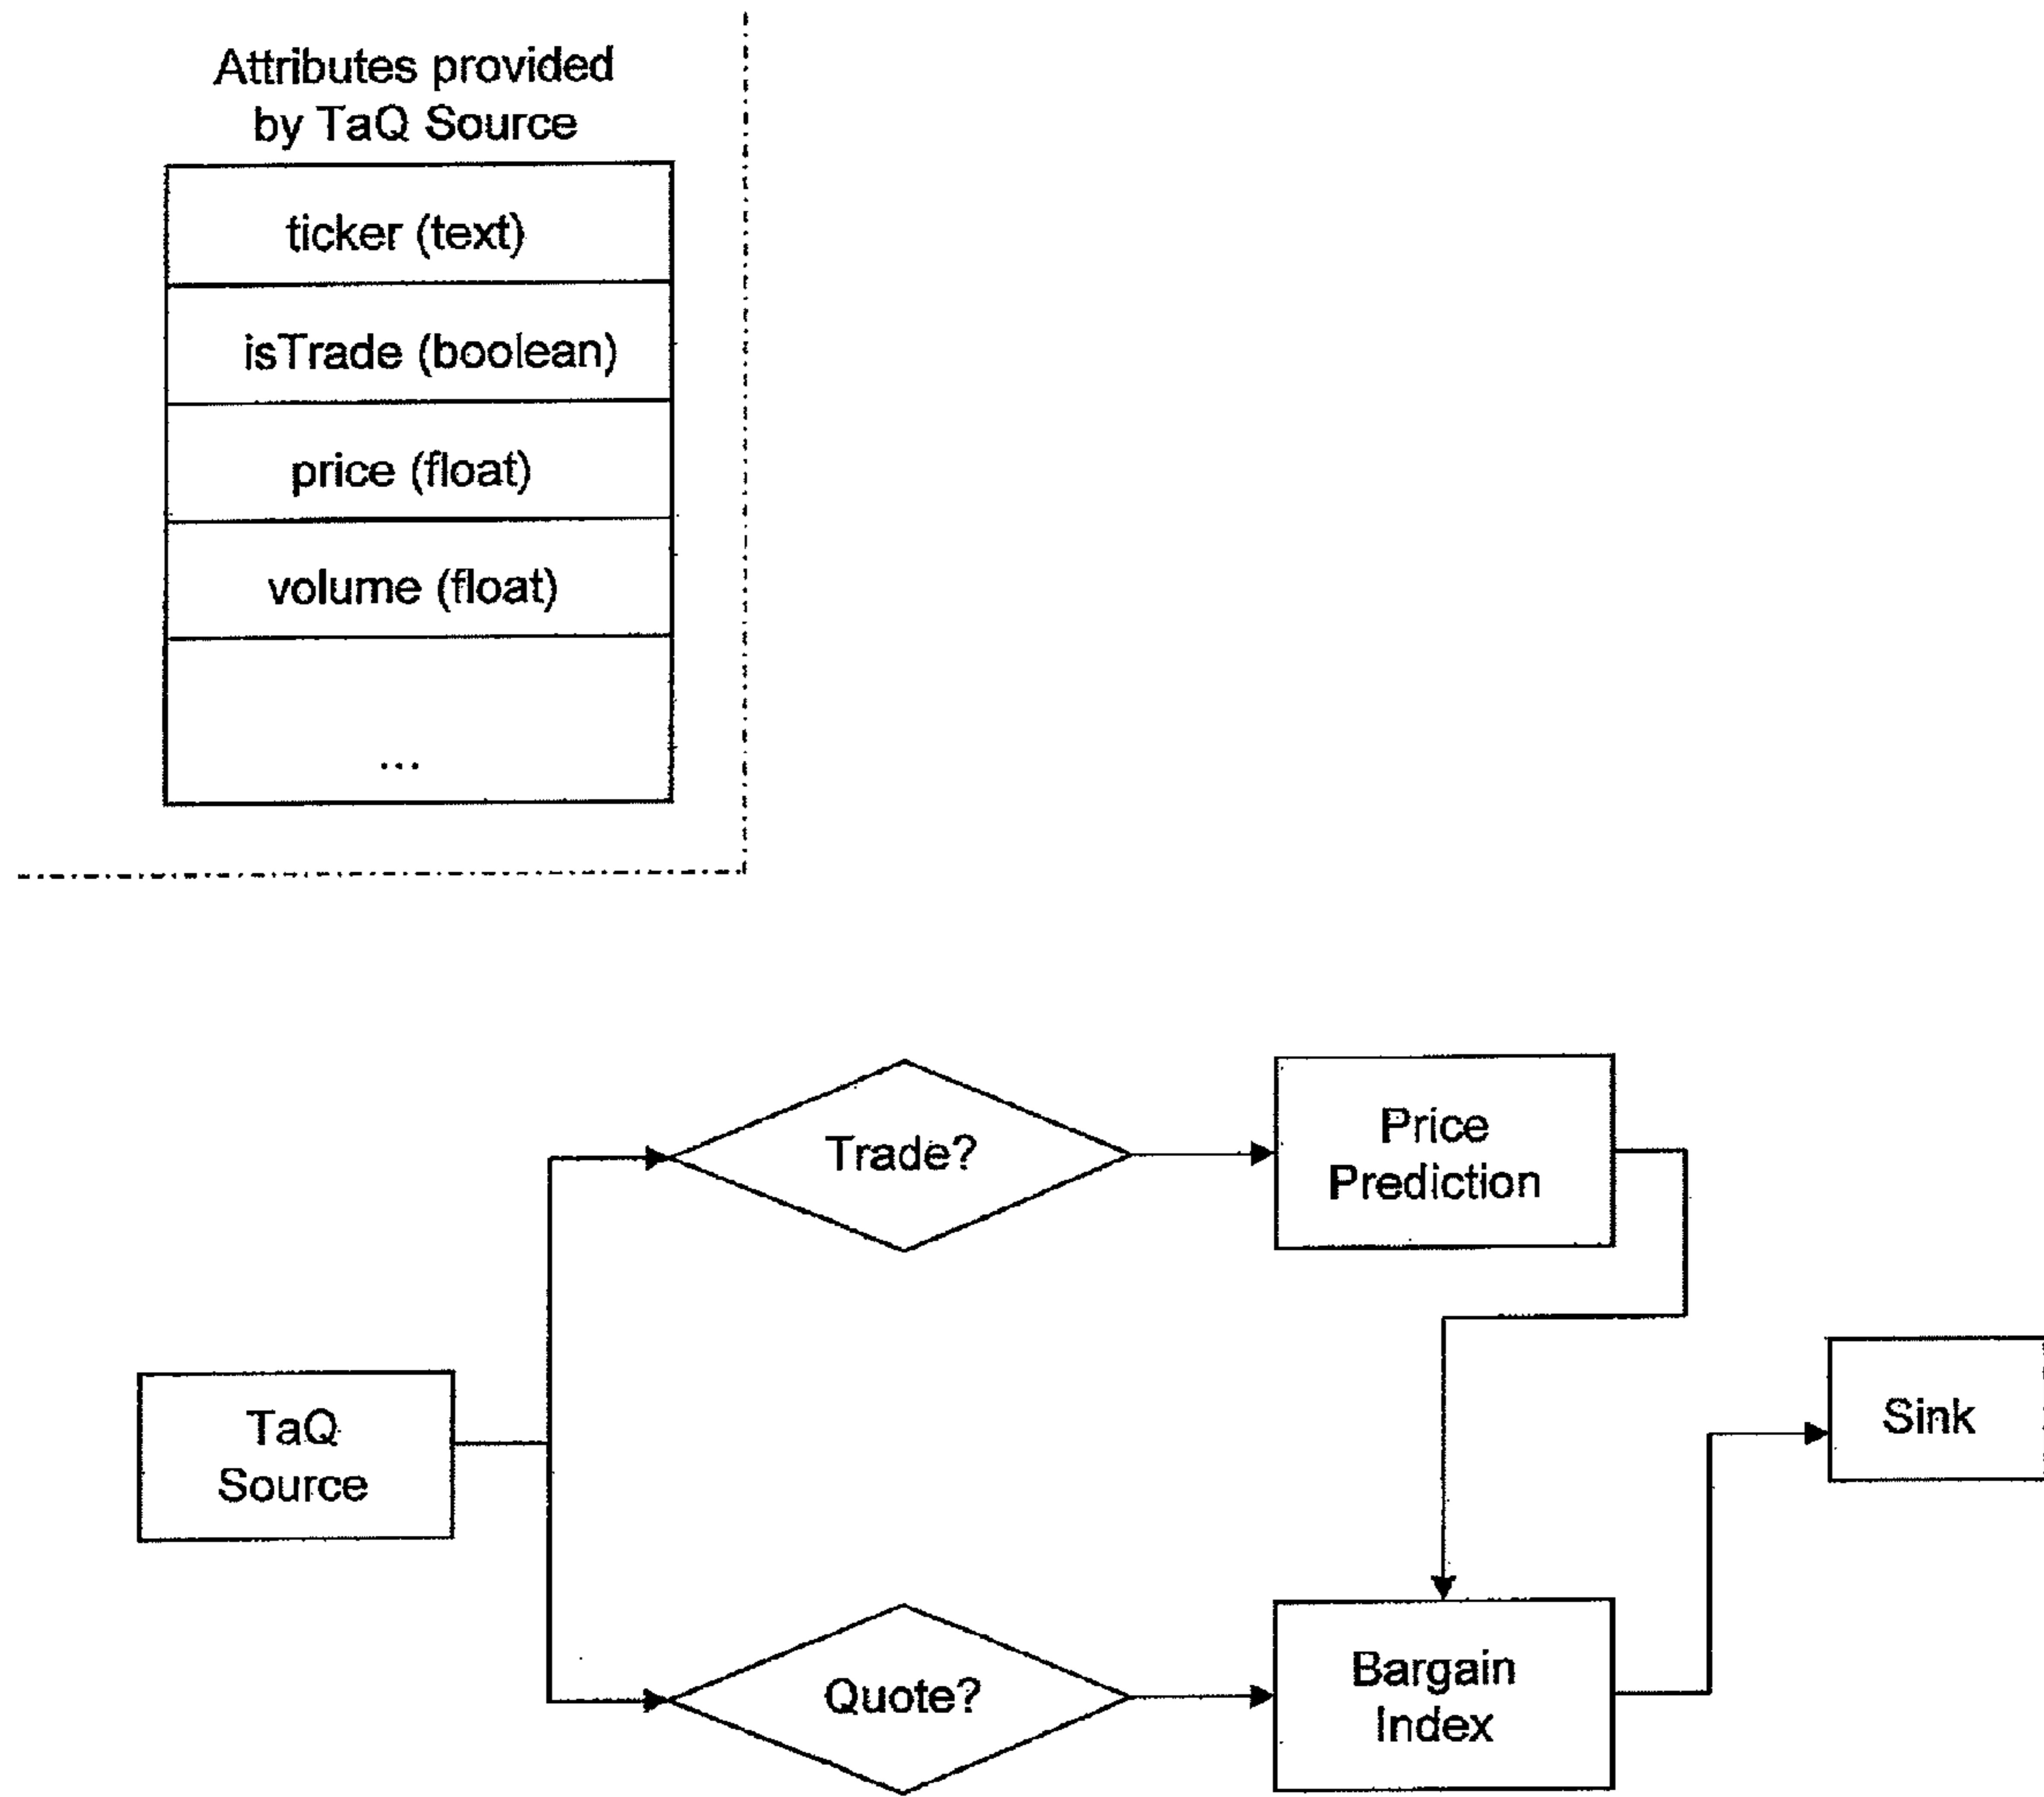 Attributes provided
by TaQ Source
ticker (text)
isTrade (boolean)
price (float)
volume (float)
...
Trade?
Price
Prediction
TaQ
Source
Sink
Quote?
Bargain
Index